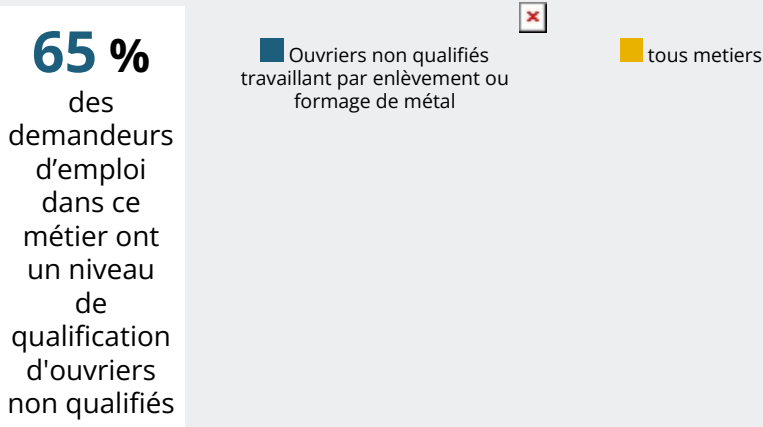 65 %
des
demandeurs
d'emploi
dans ce
métier ont
un niveau
de
qualification
d'ouvriers
non qualifiés
Ouvriers non qualifiés
travaillant par enlèvement ou
formage de métal
tous metiers